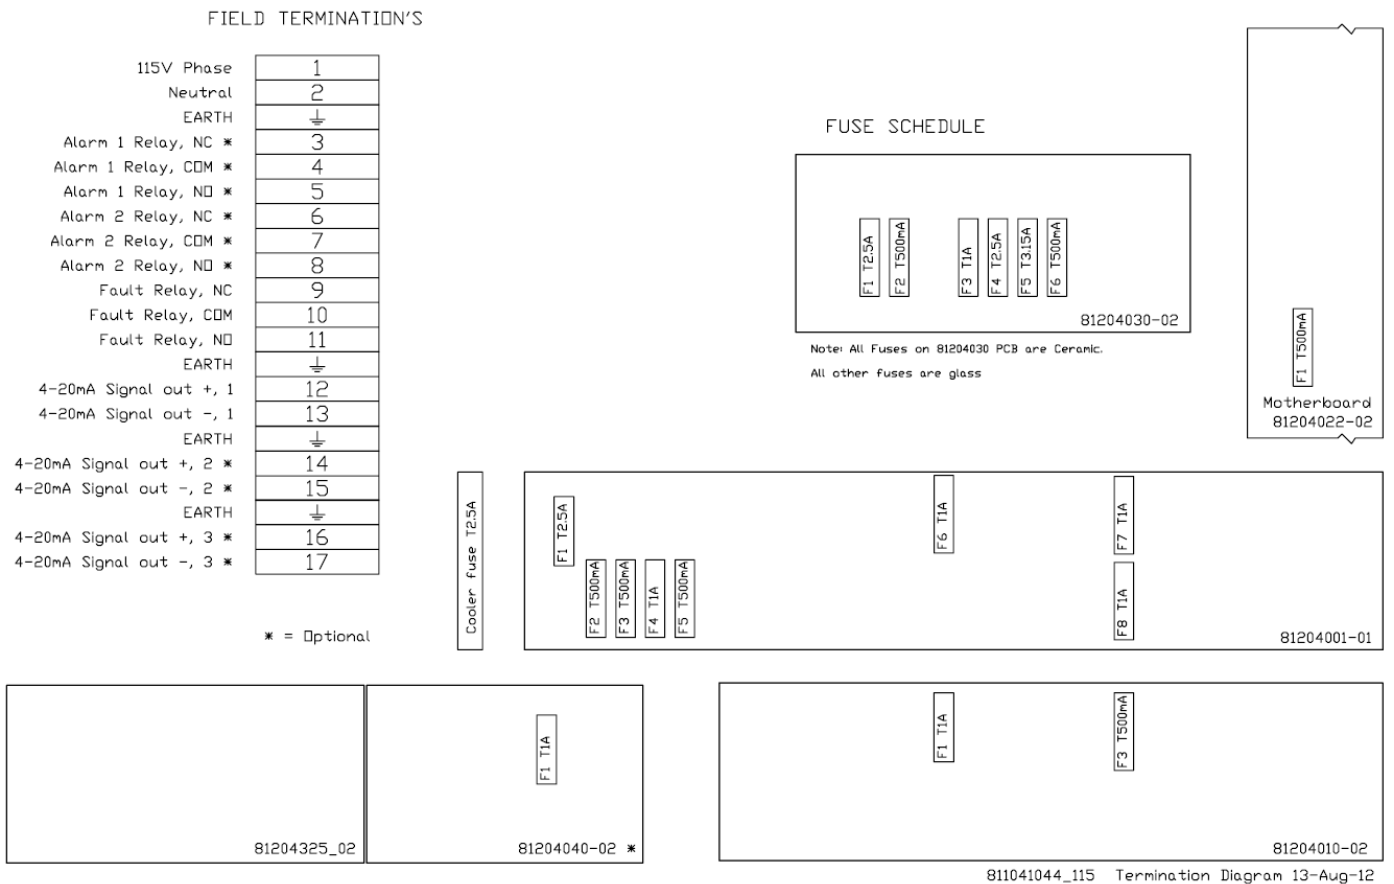 FIELD TERMINATION'S
115V Phase 1
Neutral 2
EARTH
Alarm 1 Relay, NC * 3
Alarm 1 Relay, COM * 4
Alarm 1 Relay, NO * 5
Alarm 2 Relay, NC * 6
Alarm 2 Relay, COM * 7
Alarm 2 Relay, NO * 8
Fault Relay, NC 9
Fault Relay, COM 10
Fault Relay, NO 11
EARTH
4-20mA Signal out +, 1 12
4-20mA Signal out -, 1 13
EARTH
4-20mA Signal out +, 2 * 14
4-20mA Signal out -, 2 * 15
EARTH
4-20mA Signal out +, 3 * 16
4-20mA Signal out -, 3 * 17
* = Optional
FUSE SCHEDULE
F1 T2.5A
F2 T500mA
F3 T1A
F4 T2.5A
F5 T3.15A
F6 T500mA
81204030-02
Note: All Fuses on 81204030 PCB are Ceramic.
All other fuses are glass
F1 T500mA
Motherboard
81204022-02
Cooler fuse T2.5A
F1 T2.5A
F2 T500mA
F3 T500mA
F4 T1A
F5 T500mA
F6 T1A
F7 T1A
F8 T1A
81204001-01
81204325_02
F1 T1A
81204040-02 *
F1 T1A
F3 T500mA
81204010-02
811041044_115 Termination Diagram 13-Aug-12